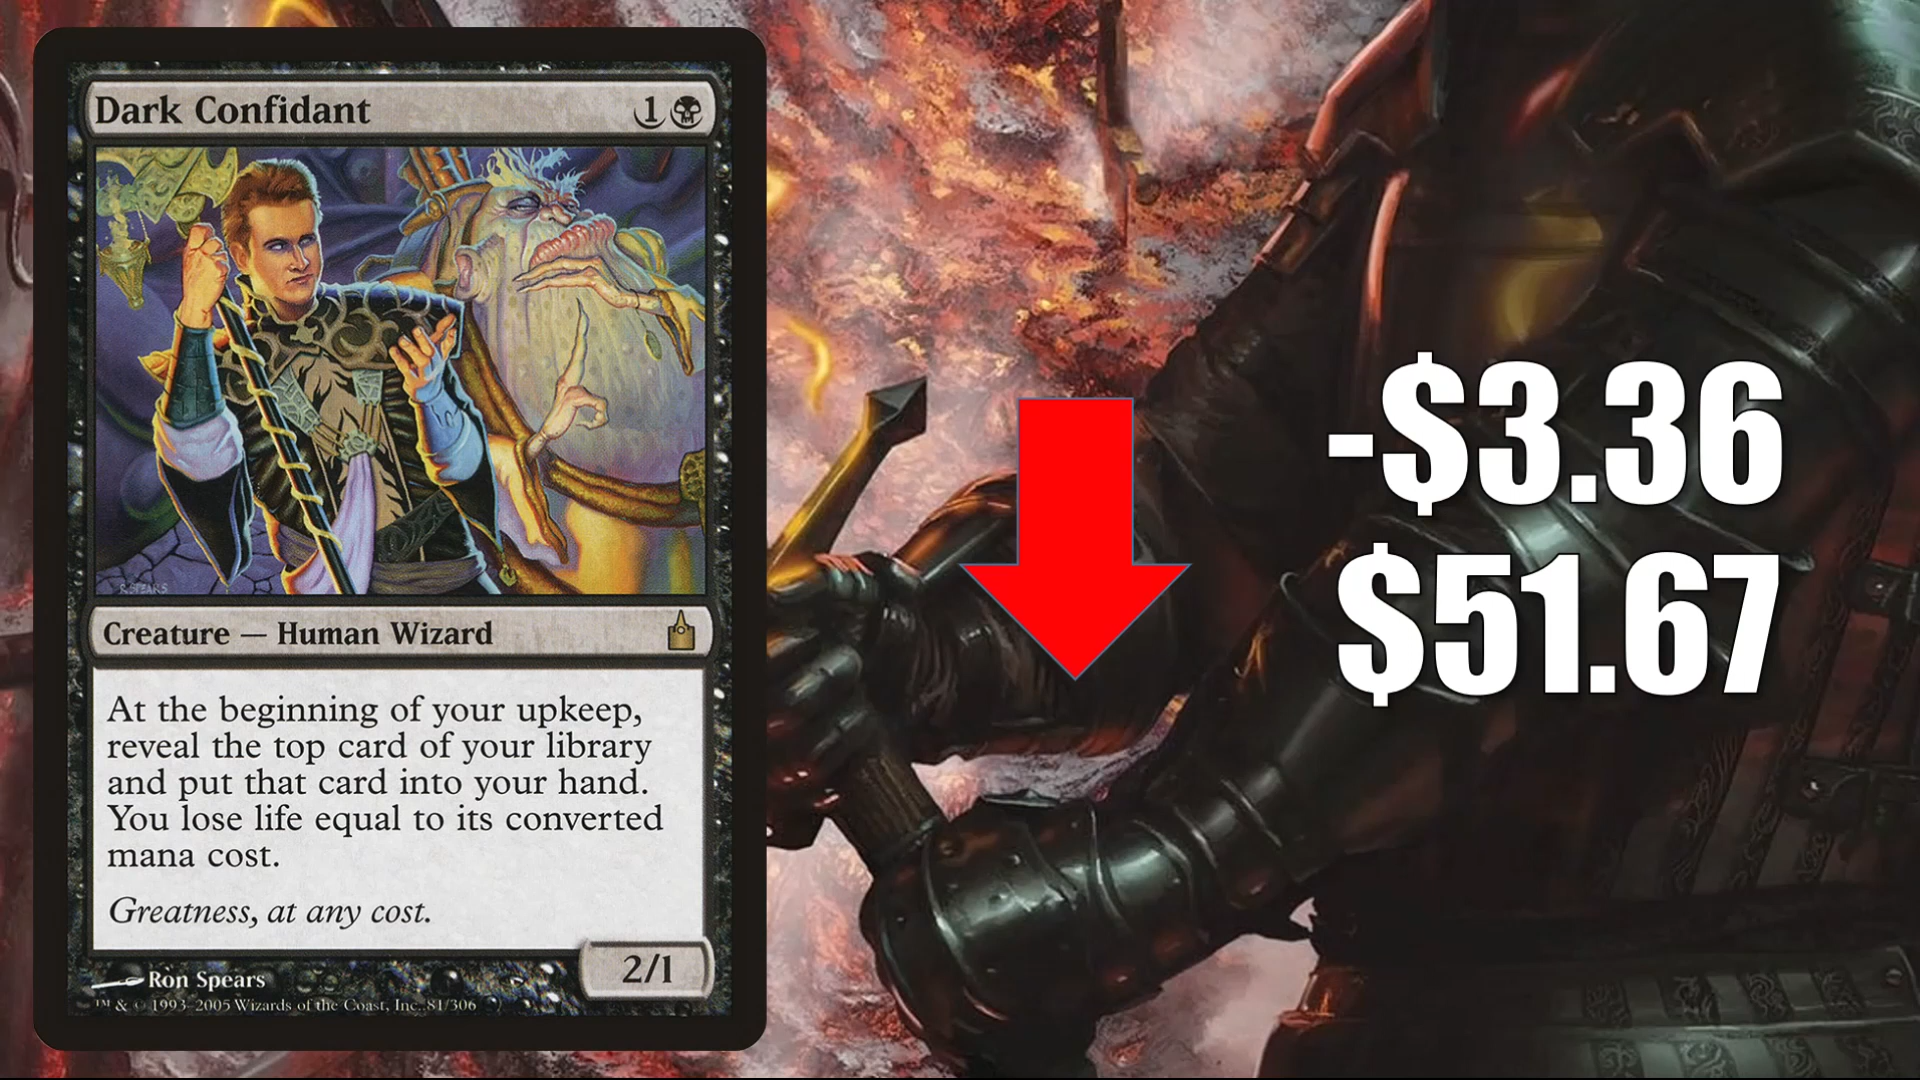 Dark Confidant 1
R.SPEARS
Creature — Human Wizard
At the beginning of your upkeep,
reveal the top card of your library
and put that card into your hand.
You lose life equal to its converted
mana cost.
Greatness, at any cost.
2/1
Ron Spears
™ & © 1993-2005 Wizards of the Coast, Inc. 81/306
-$3.36
$51.67